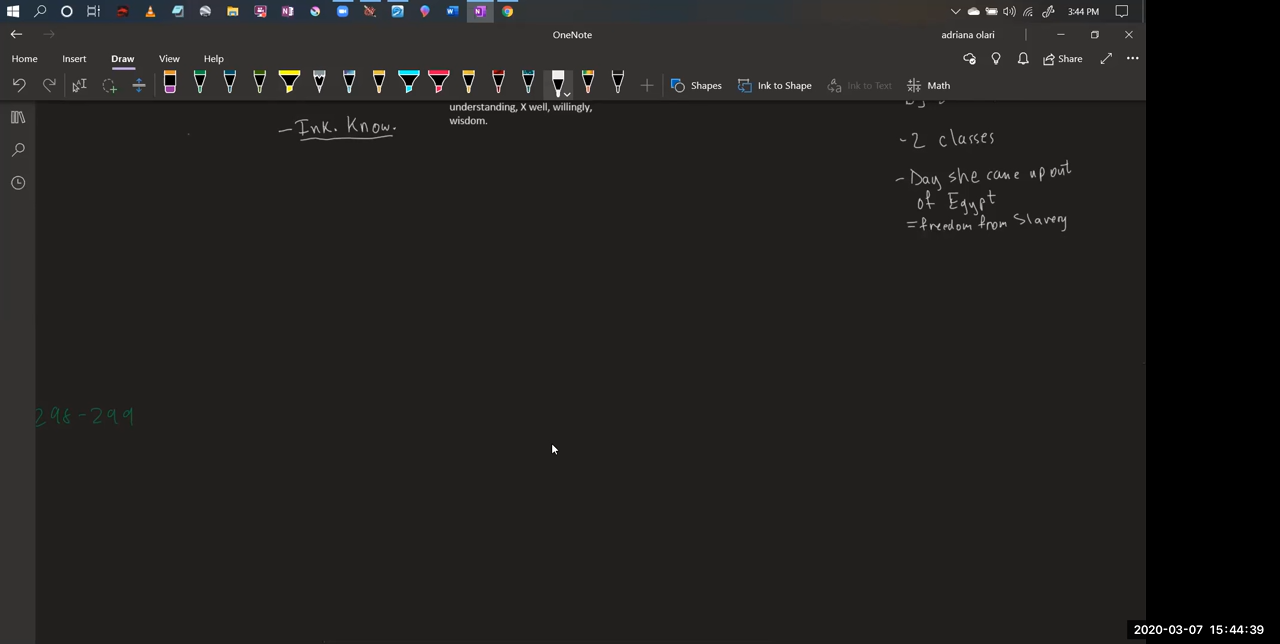 3:44 PM
OneNote
adriana olari
Home
Insert
Draw
View
Help
Share
Shapes
Ink to Shape
Ink to Text
Math
understanding, X well, willingly,
wisdom.
- Ink. Know.
- 2 classes
- Day she came up out
of Egypt
= freedom from Slavery
298-299
2020-03-07 15:44:39